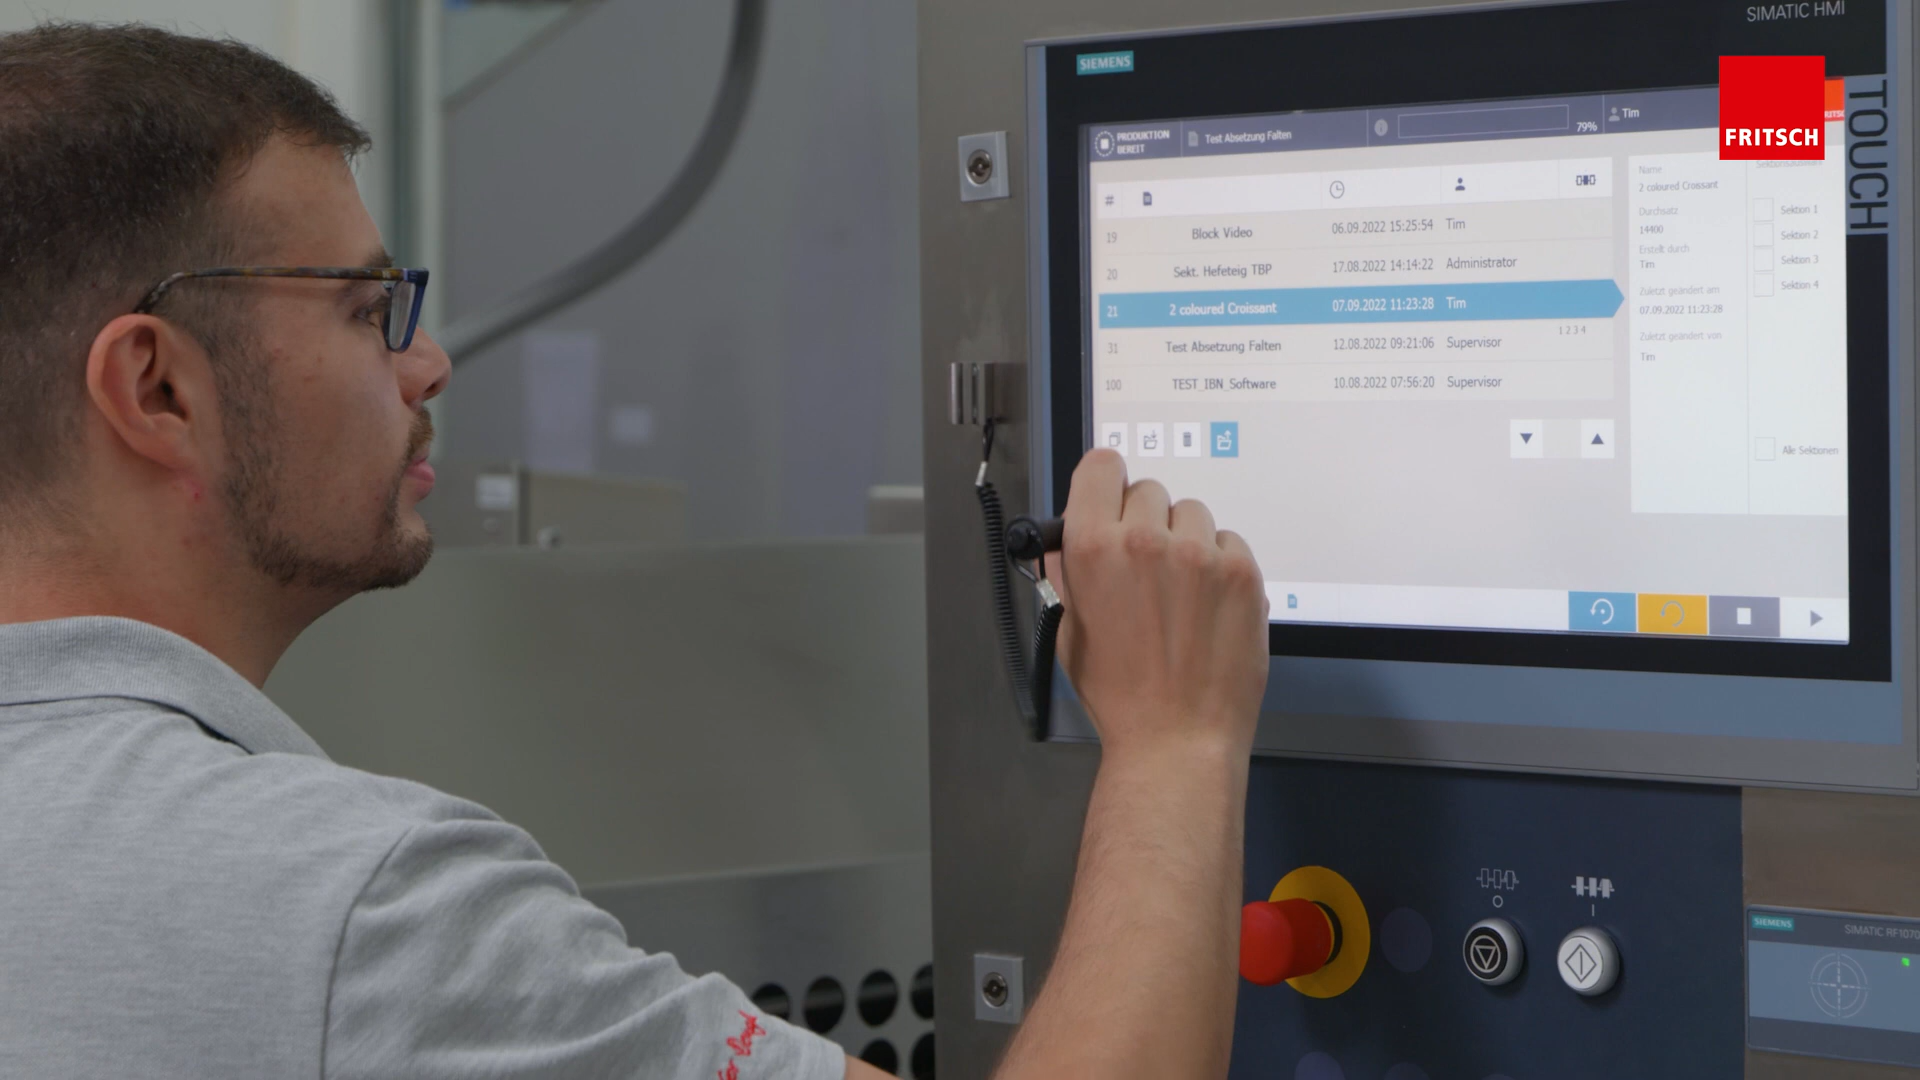 SIMATIC HMI
SIEMENS
TOUCH
FRITSCH
PRODUKTION
BEREIT
Test Absetzung Falten
79%
Tim
#
19 Block Video 06.09.2022 15:25:54 Tim
20 Sekt. Hefeteig TBP 17.08.2022 14:14:22 Administrator
21 2 coloured Croissant 07.09.2022 11:23:28 Tim
31 Test Absetzung Falten 12.08.2022 09:21:06 Supervisor 1 2 3 4
100 TEST_IBN_Software 10.08.2022 07:56:20 Supervisor
Name
2 coloured Croissant
Durchsatz
14400
Erstellt durch
Tim
Zuletzt geändert am
07.09.2022 11:23:28
Zuletzt geändert von
Tim
Sektion 1
Sektion 2
Sektion 3
Sektion 4
Alle Sektionen
SIEMENS
SIMATIC RF1070